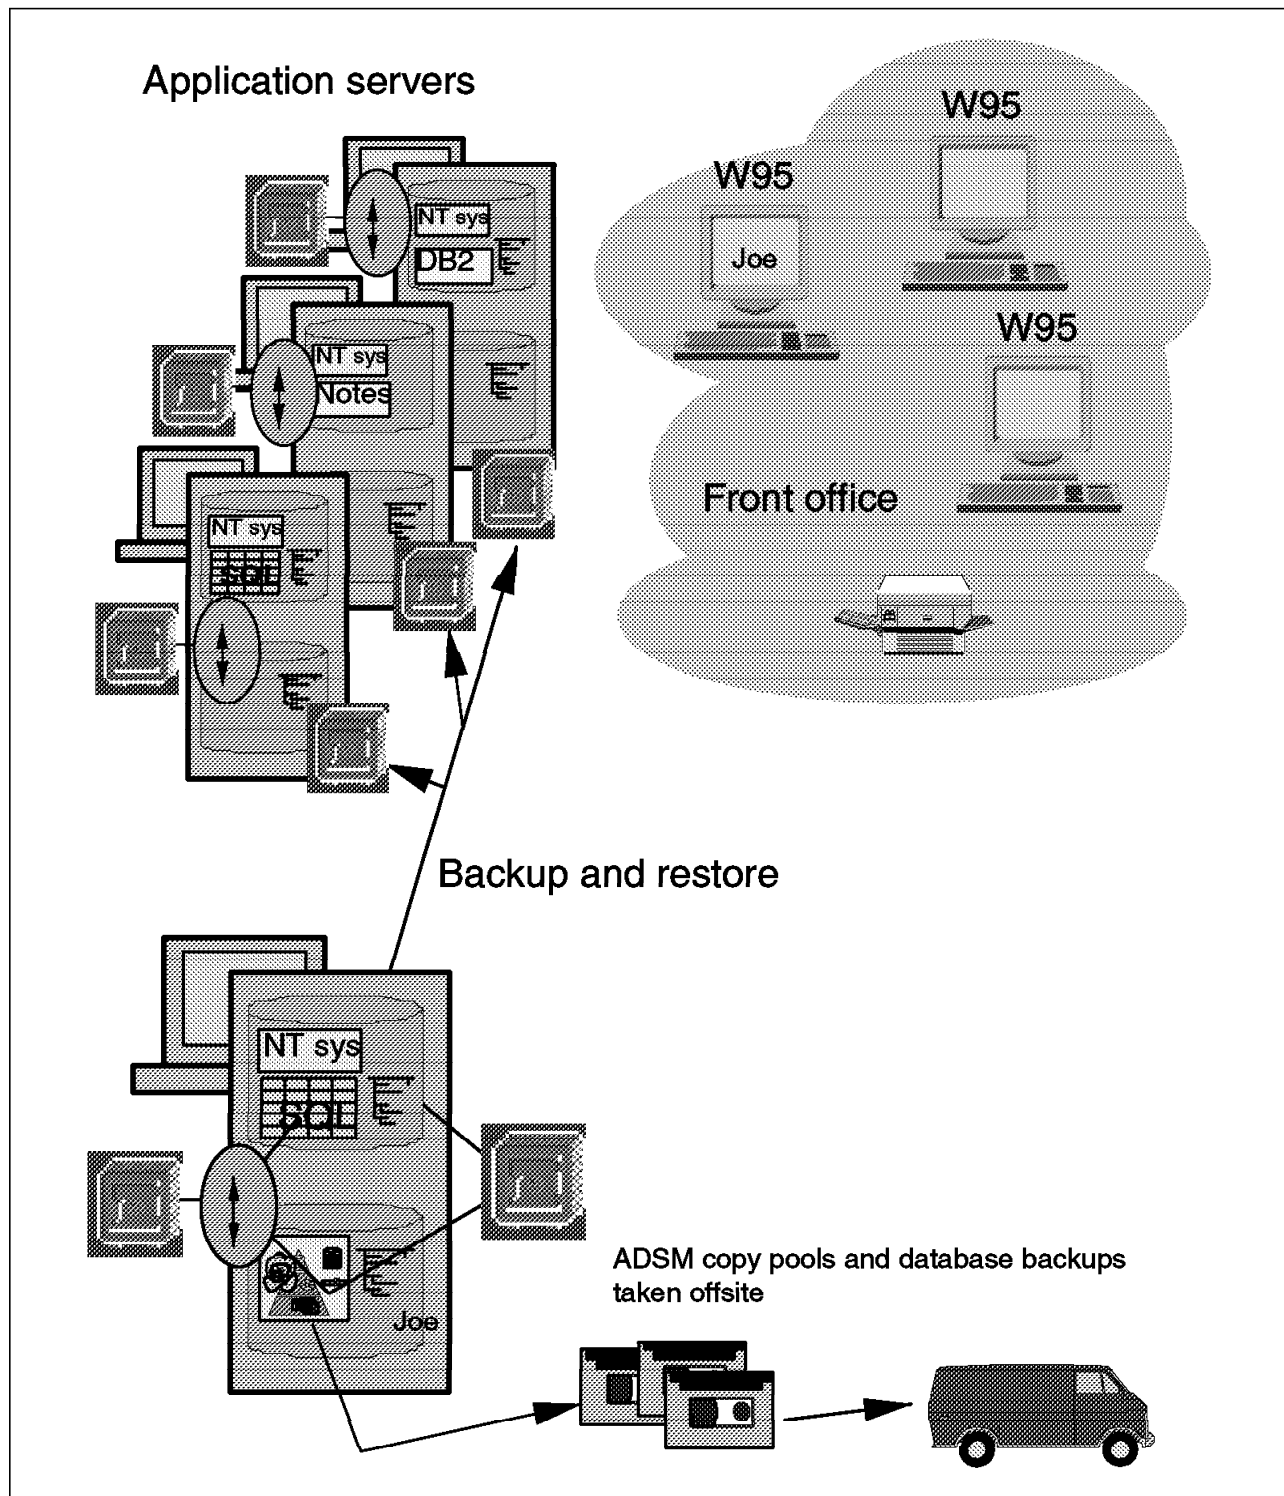 Application servers
W95
W95
Joe
W95
NT sys
DB2
NT sys
Notes
Front office
NT sys
SQL
Backup and restore
NT sys
SQL
ADSM copy pools and database backups
taken offsite
Joe